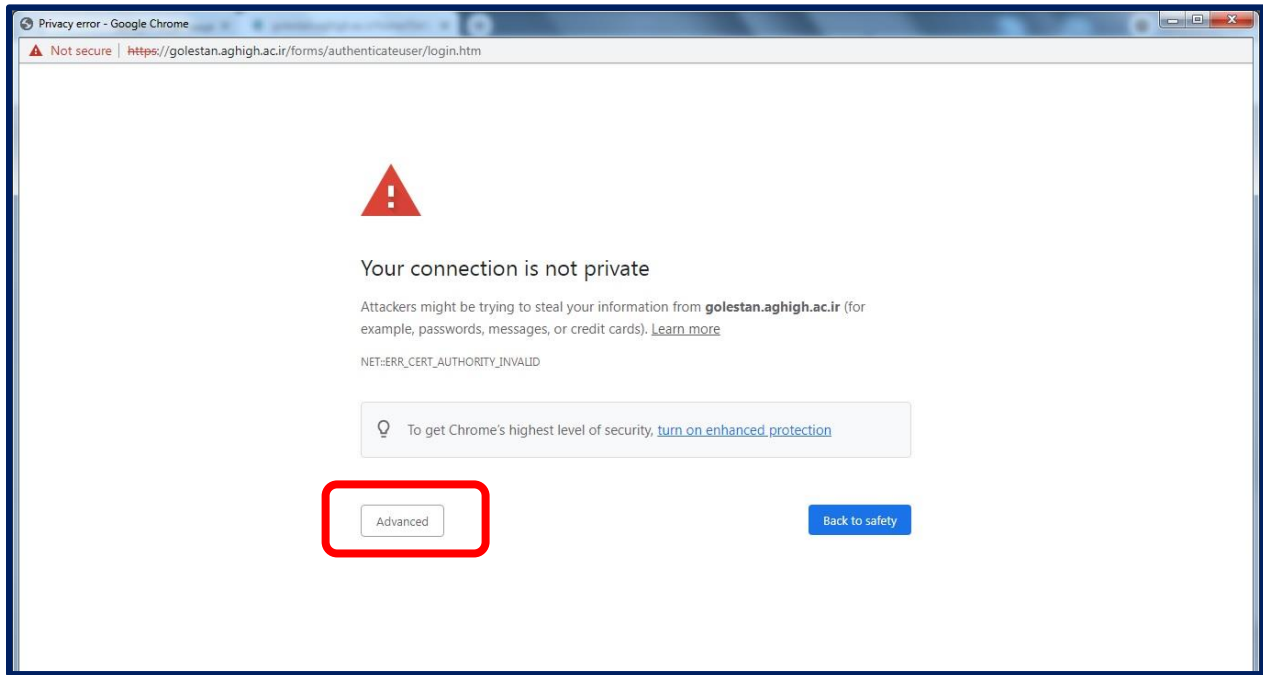 Privacy error - Google Chrome
Not secure | https://golestan.aghigh.ac.ir/forms/authenticateuser/login.htm
Your connection is not private
Attackers might be trying to steal your information from golestan.aghigh.ac.ir (for
example, passwords, messages, or credit cards). Learn more
NET::ERR_CERT_AUTHORITY_INVALID
To get Chrome's highest level of security, turn on enhanced protection
Advanced
Back to safety